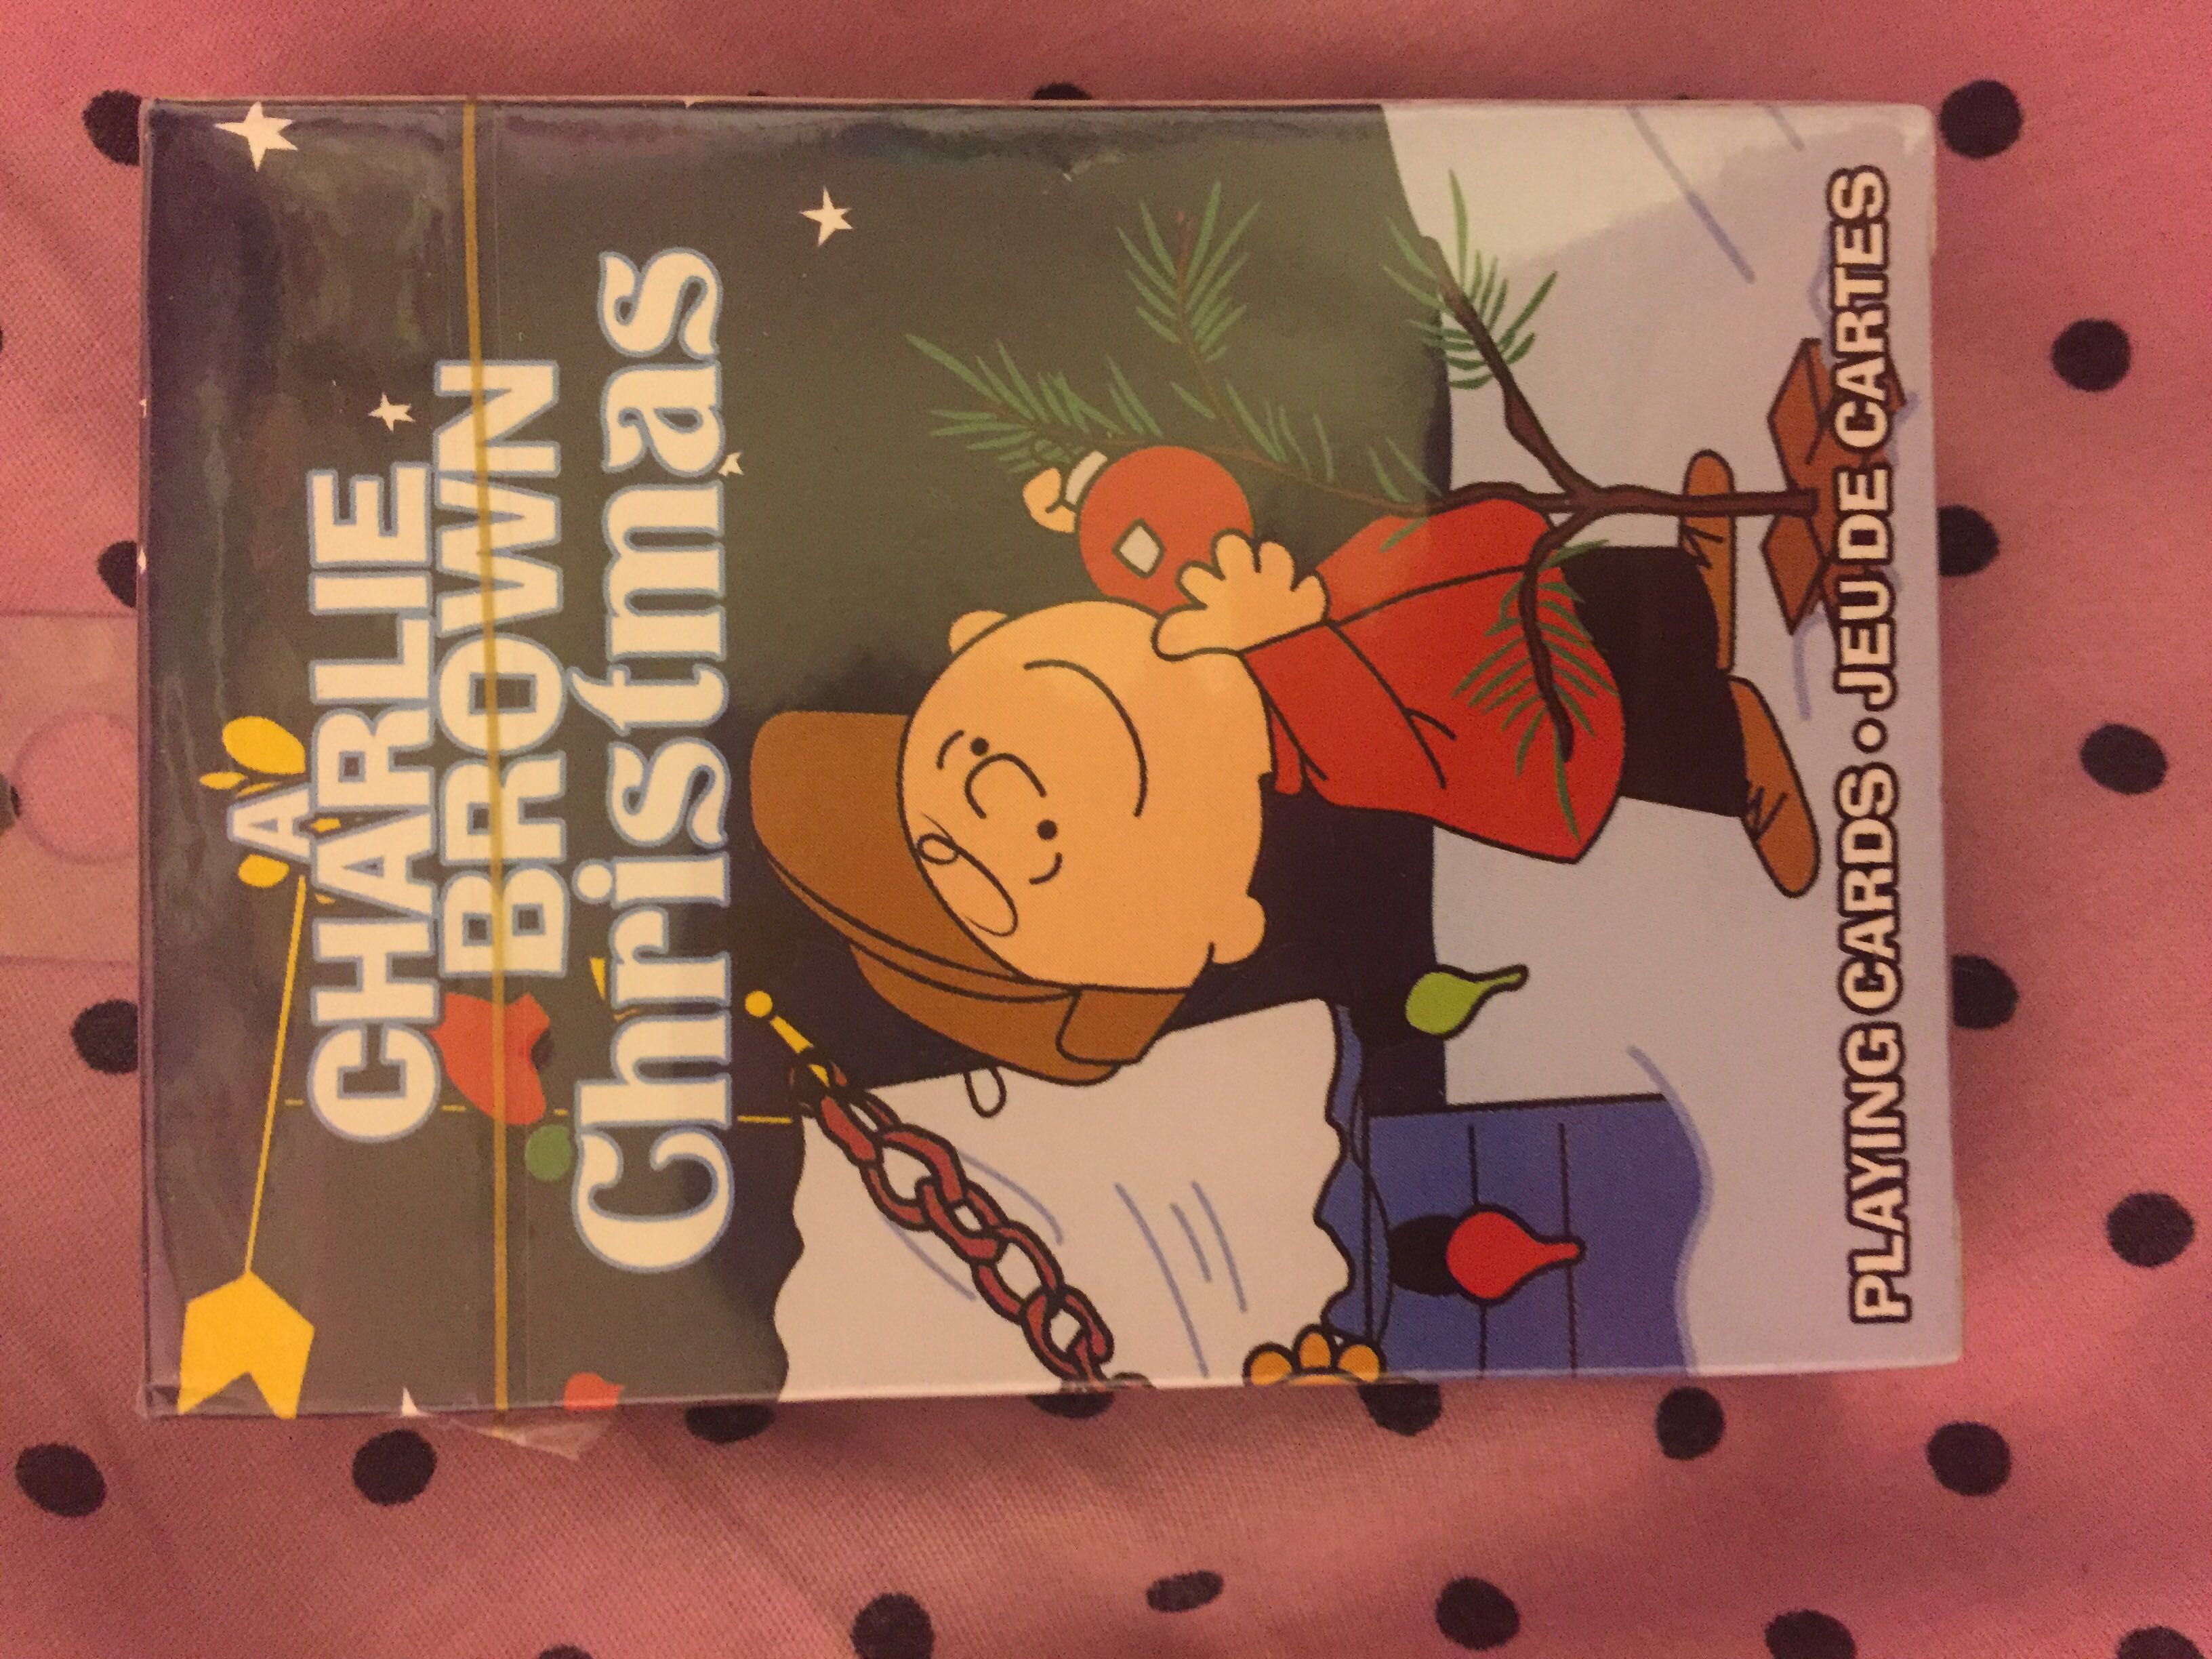 A
CHARLIE
BROWN
Christmas
PLAYING CARDS • JEU DE CARTES